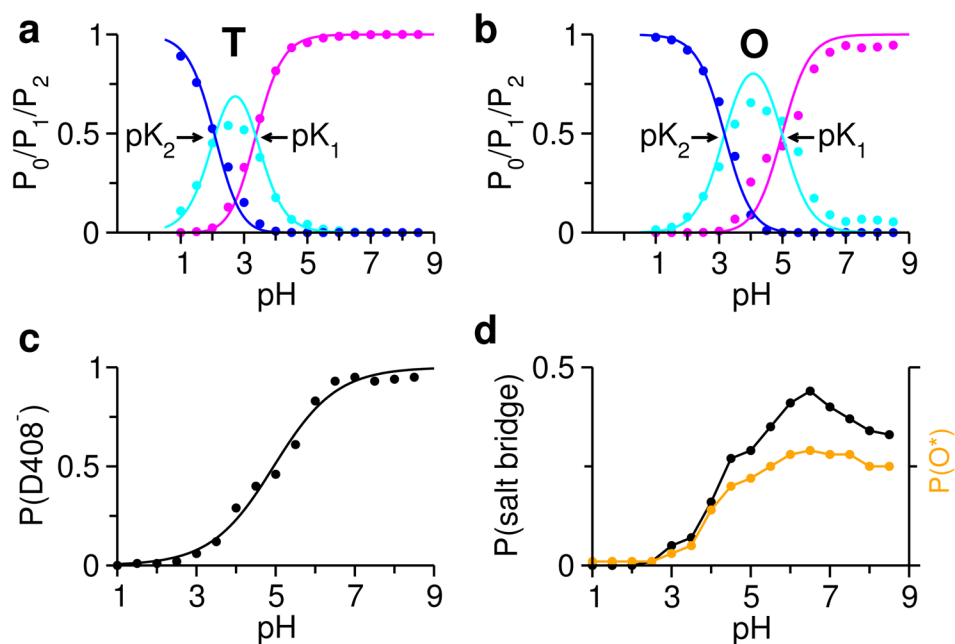 a
T
b
O
P₀/P₁/P₂
1
0.5
0
pK₂
pK₁
1 3 5 7 9
pH
P₀/P₁/P₂
1
0.5
0
pK₂
pK₁
1 3 5 7 9
pH
c
P(D408⁻)
1
0.5
0
1 3 5 7 9
pH
d
P(salt bridge)
0.5
0
1 3 5 7 9
pH
P(O*)